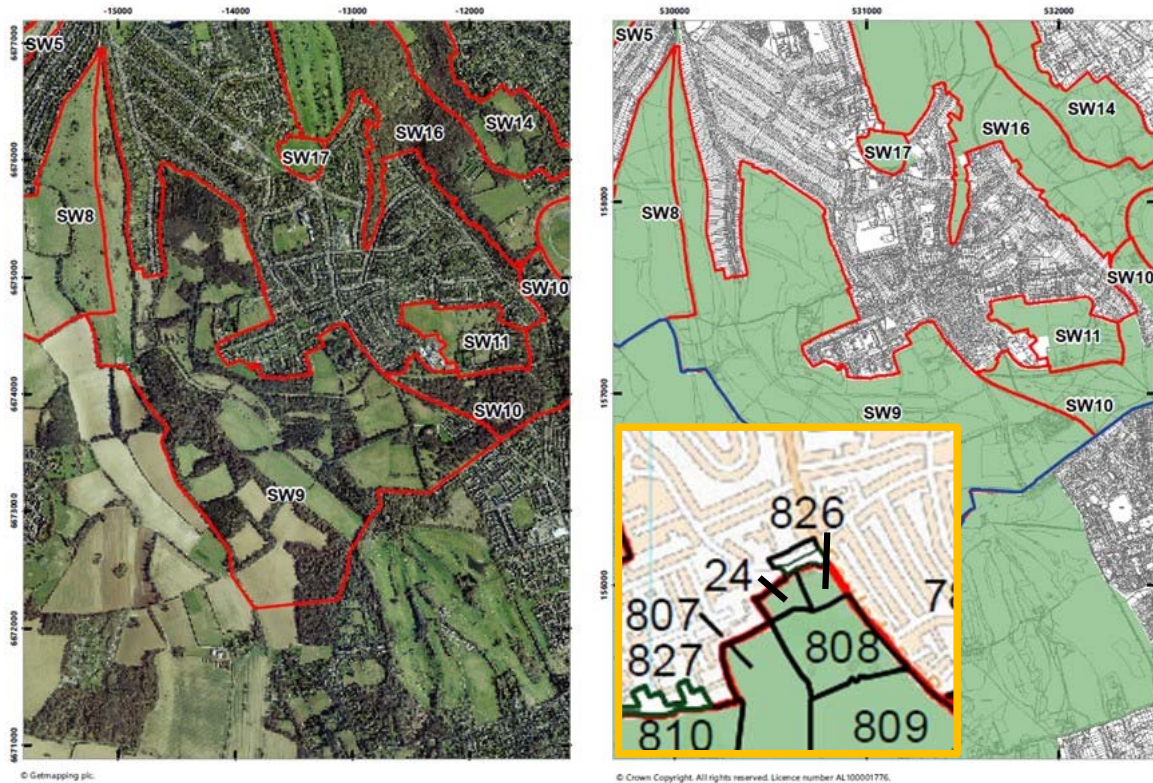 -15000 -14000 -13000 -12000
6677000
6676000
6675000
6674000
6673000
6672000
6671000
SW5
SW14
SW16
SW17
SW8
SW10
SW11
SW10
SW9
© Getmapping plc.
530000 531000 532000
158000
157000
156000
SW5
SW14
SW16
SW17
SW8
SW10
SW11
SW10
SW9
826
24
78
807
808
827
810
809
© Crown Copyright. All rights reserved. Licence number AL100001776.